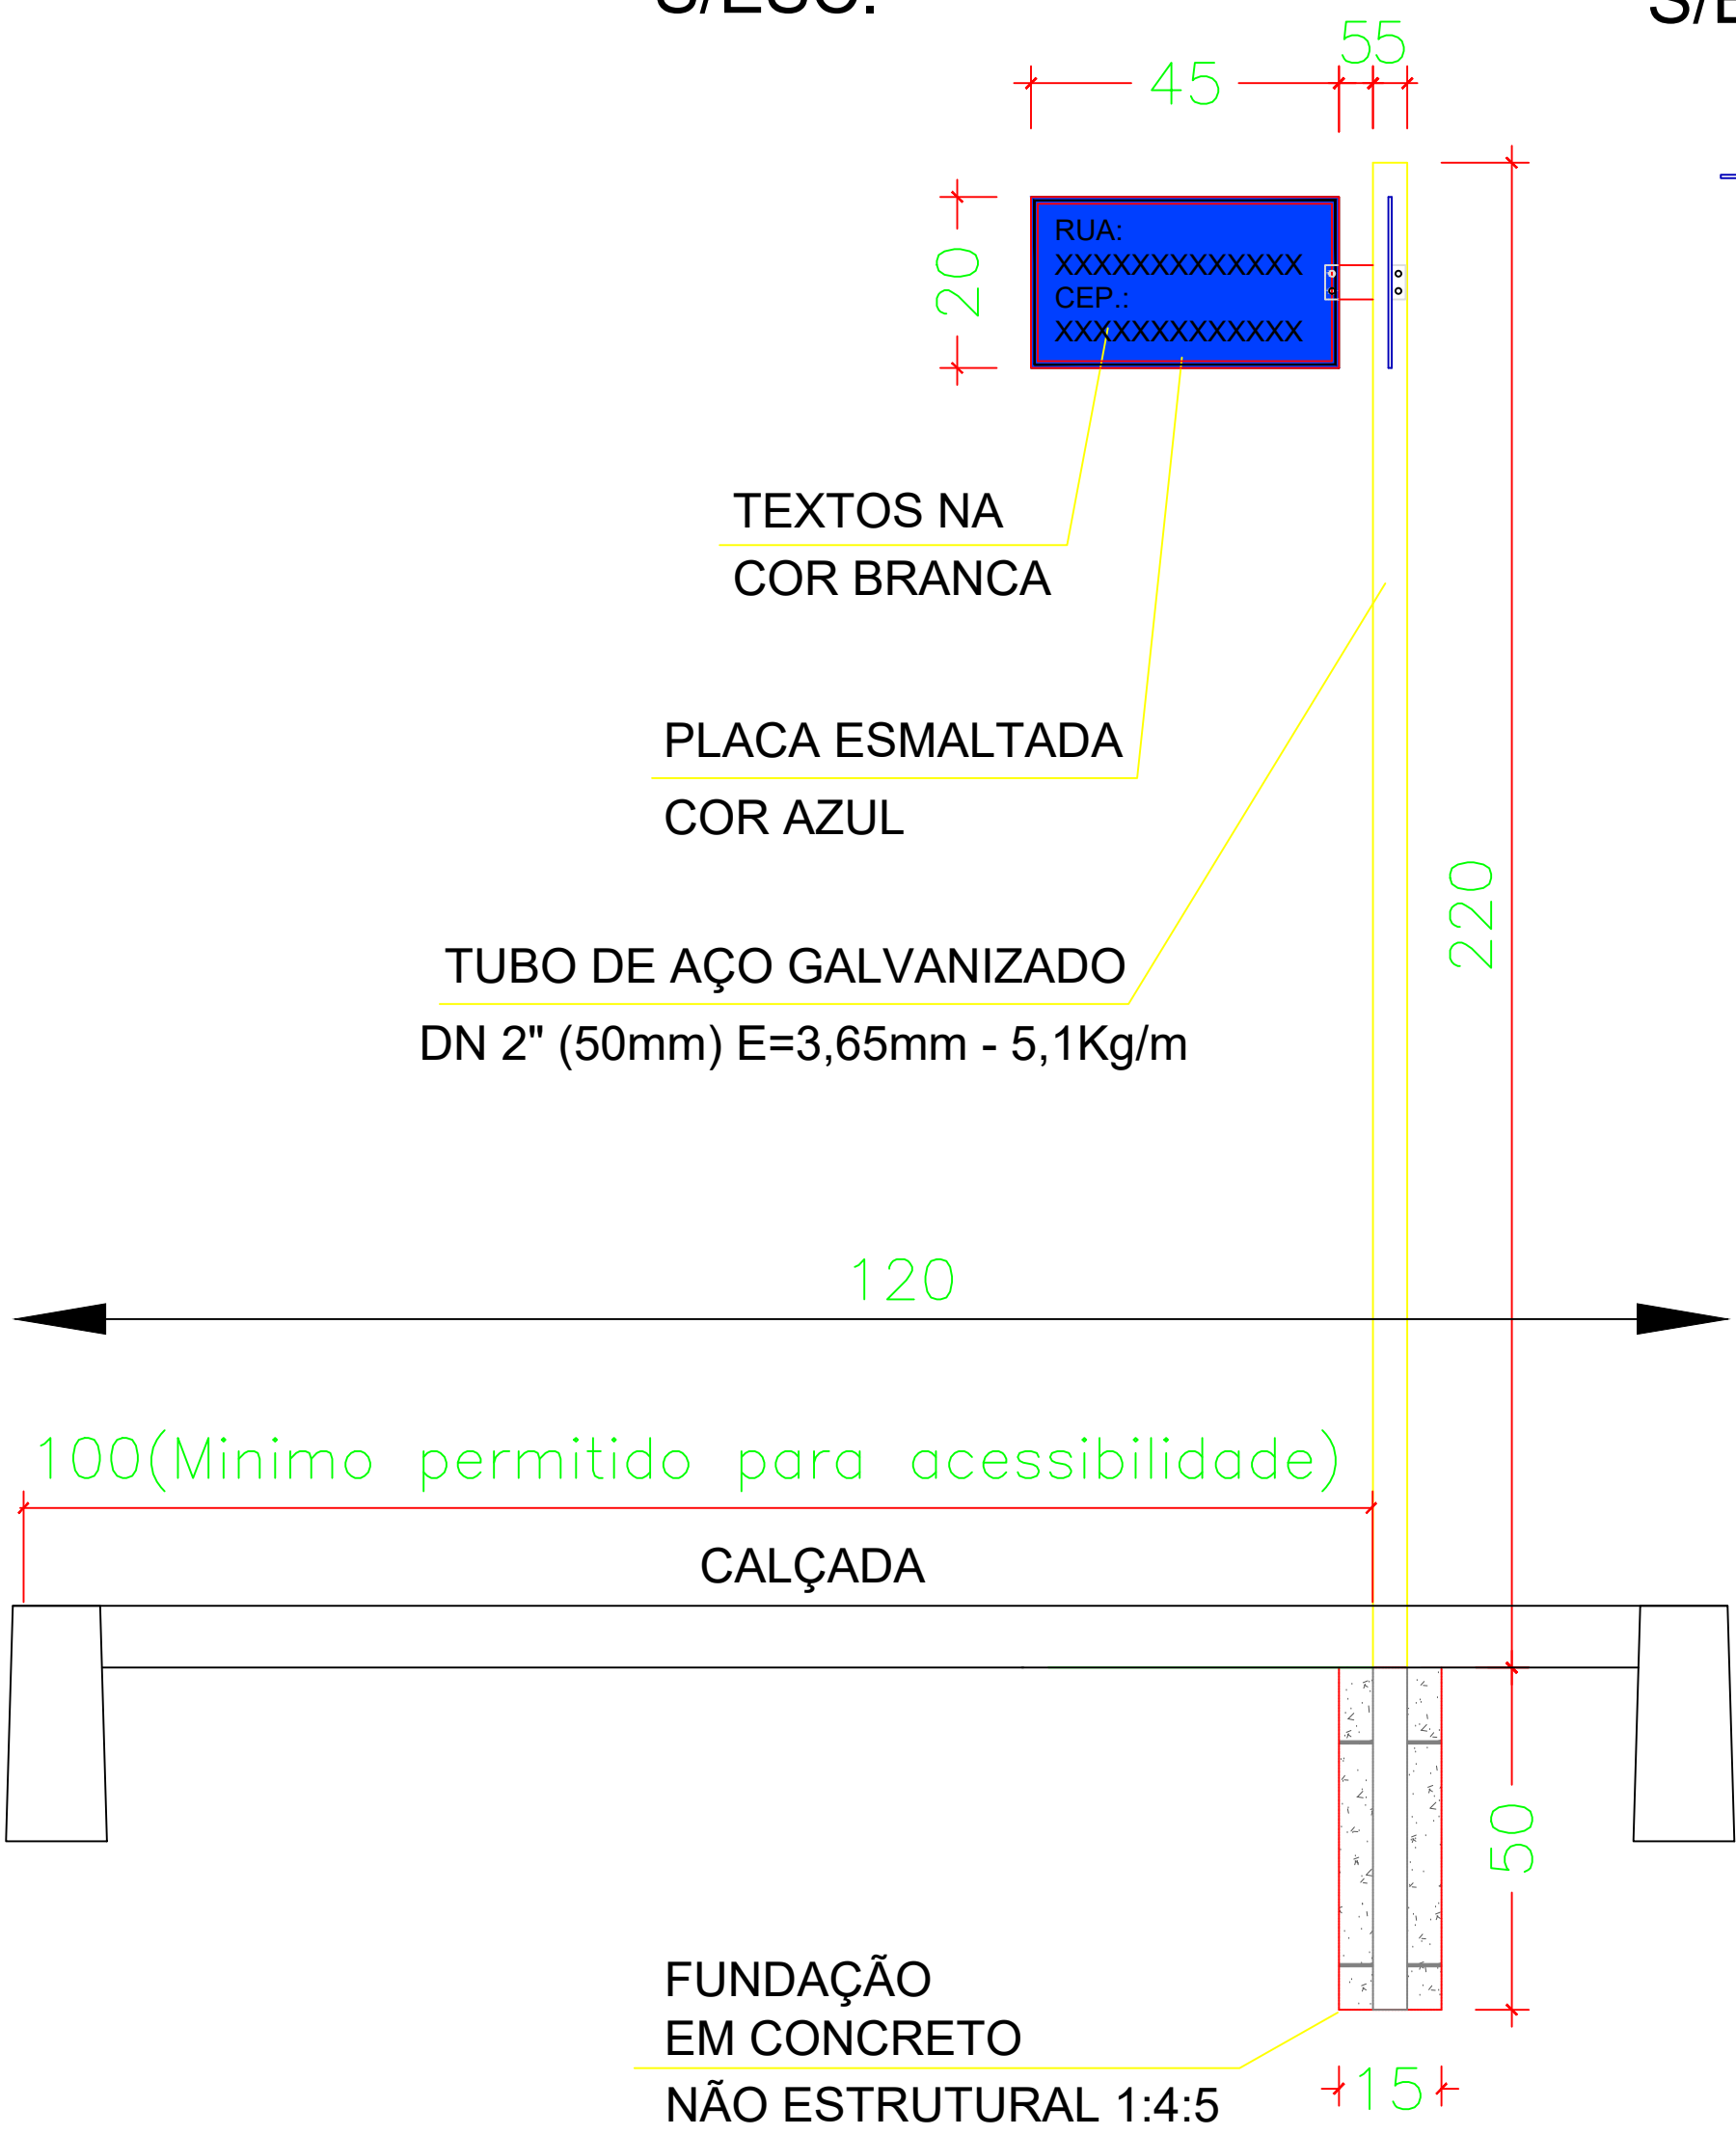 S/ESC.
55
45
RUA:
XXXXXXXXXXXXX
CEP.:
XXXXXXXXXXXXX
20
TEXTOS NA
COR BRANCA
PLACA ESMALTADA
COR AZUL
220
TUBO DE AÇO GALVANIZADO
DN 2" (50mm) E=3,65mm - 5,1Kg/m
120
100(Minimo permitido para acessibilidade)
CALÇADA
50
FUNDAÇÃO
EM CONCRETO
NÃO ESTRUTURAL 1:4:5
15